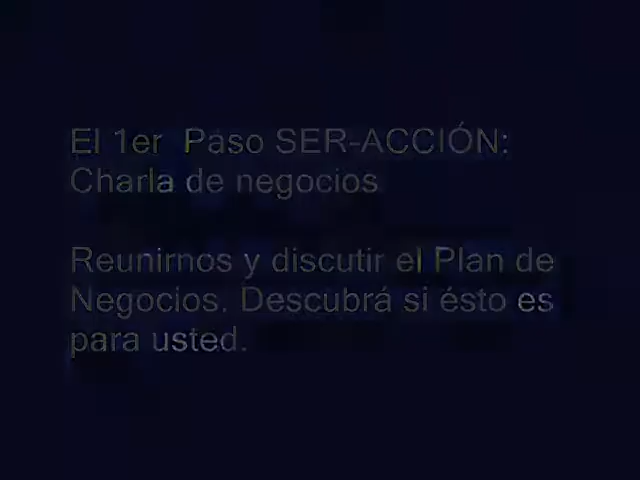 El 1er  Paso SER-ACCIÓN:
Charla de negocios
Reunirnos y discutir el Plan de
Negocios. Descubrá si ésto es
para usted.